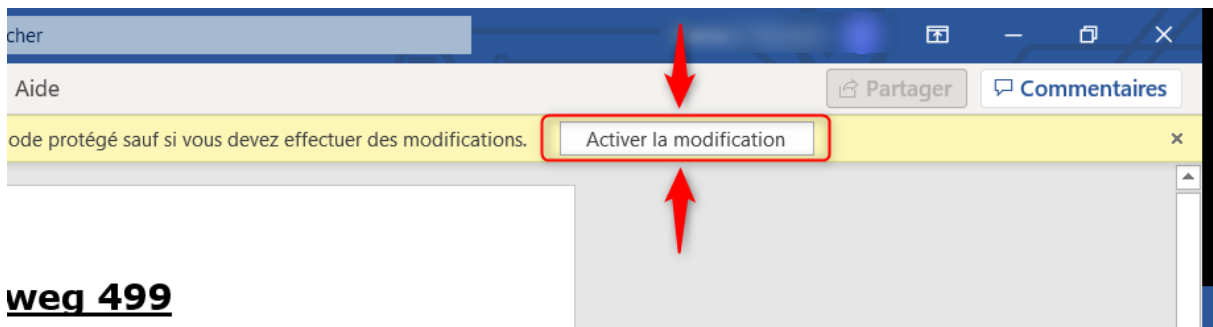 cher
Aide
Partager
Commentaires
ode protégé sauf si vous devez effectuer des modifications.
Activer la modification
weg 499